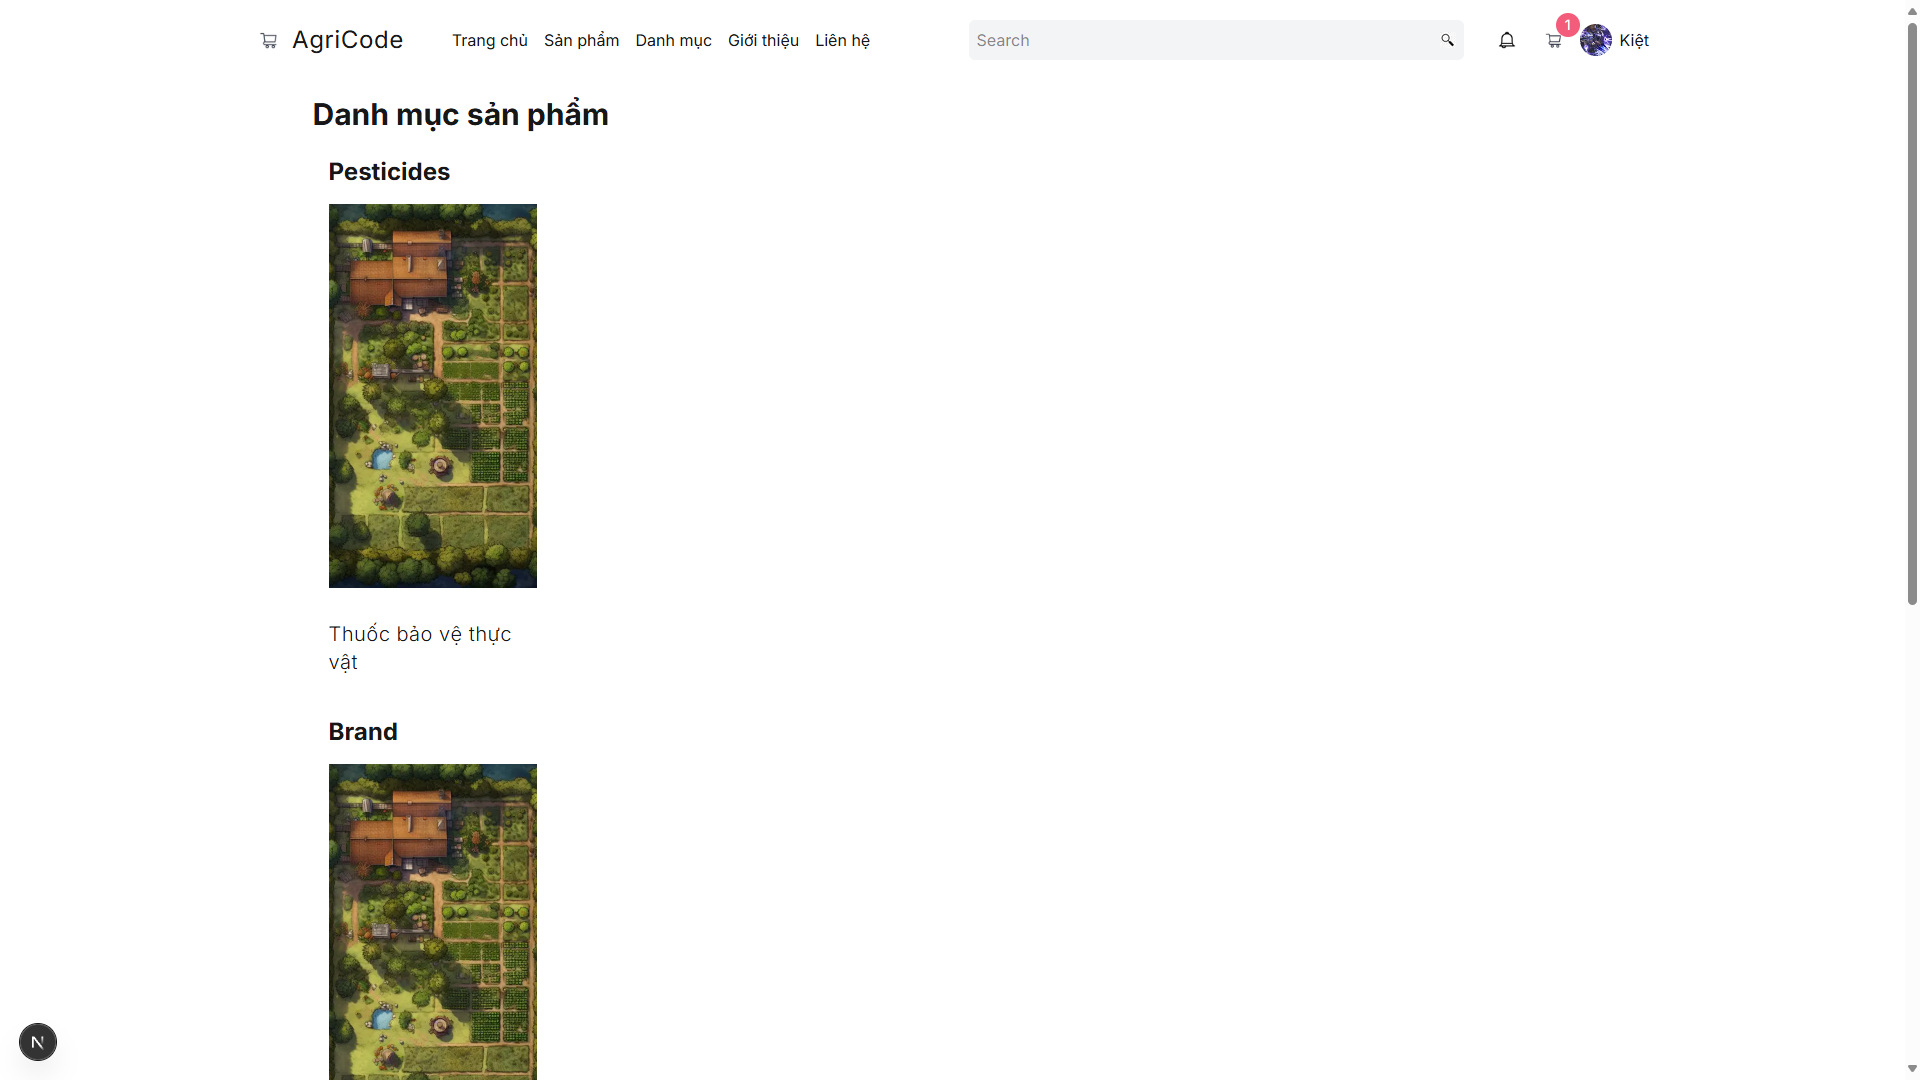 AgriCode
Trang chủ
Sản phẩm
Danh mục
Giới thiệu
Liên hệ
Search
1
Kiệt
Danh mục sản phẩm
Pesticides
Thuốc bảo vệ thực
vật
Brand
N